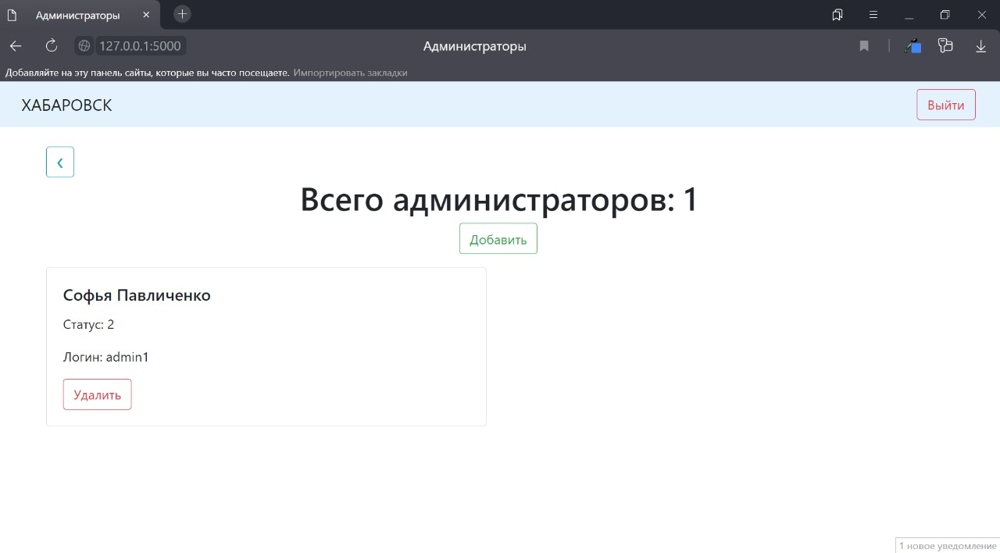 Администраторы
127.0.0.1:5000
Администраторы
Добавляйте на эту панель сайты, которые вы часто посещаете. Импортировать закладки
ХАБАРОВСК
Выйти
Всего администраторов: 1
Добавить
Софья Павличенко
Статус: 2
Логин: admin1
Удалить
1 новое уведомление